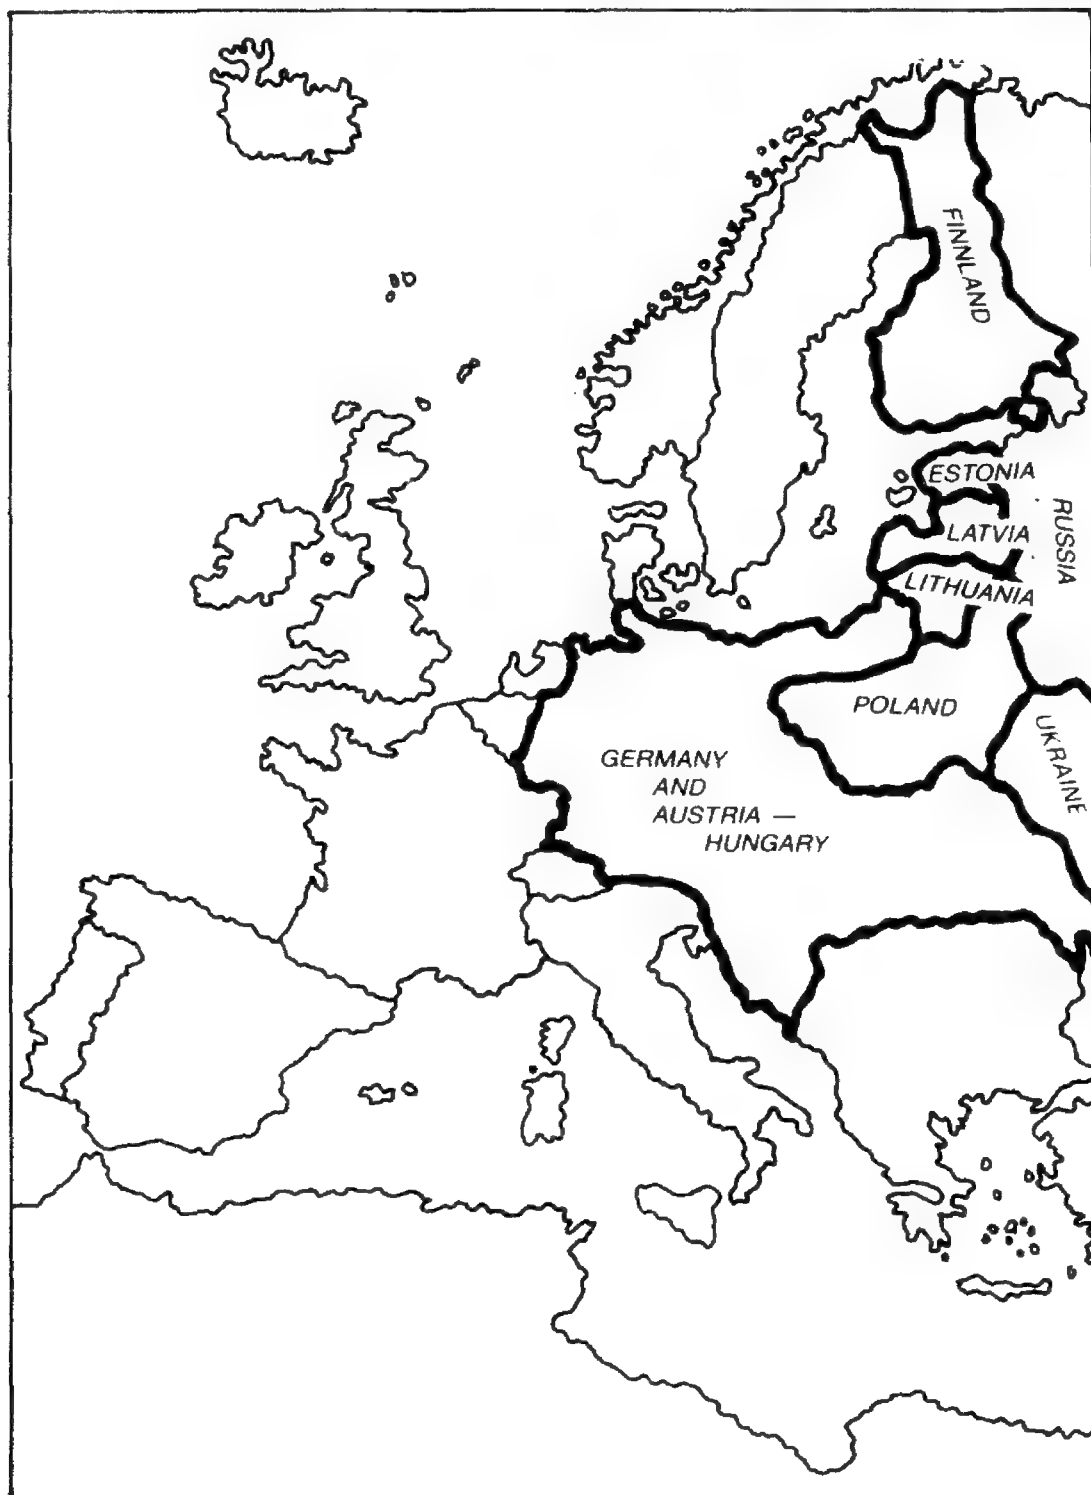 FINNLAND
ESTONIA
RUSSIA
LATVIA
LITHUANIA
POLAND
UKRAINE
GERMANY
AND
AUSTRIA —
HUNGARY